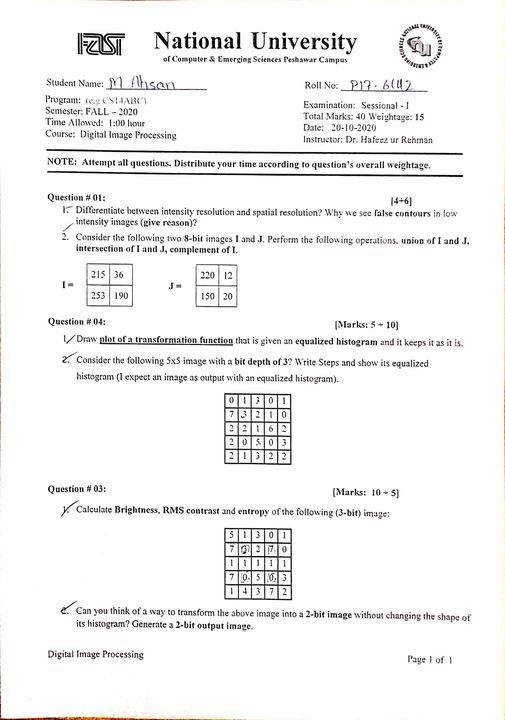 FAST
National University
of Computer & Emerging Sciences Peshawar Campus
Student Name: M Ahsan
Roll No: P17-6142
Program: (e.g CS14ABC)
Examination: Sessional - I
Semester: FALL – 2020
Total Marks: 40 Weightage: 15
Time Allowed: 1:00 hour
Date: 20-10-2020
Course: Digital Image Processing
Instructor: Dr. Hafeez ur Rehman
NOTE: Attempt all questions. Distribute your time according to question's overall weightage.
Question # 01:
[4+6]
1. Differentiate between intensity resolution and spatial resolution? Why we see false contours in low
intensity images (give reason)?
2. Consider the following two 8-bit images I and J. Perform the following operations, union of I and J,
intersection of I and J, complement of I.
I =
215 36
253 190
J =
220 12
150 20
Question # 04:
[Marks: 5 + 10]
1. Draw plot of a transformation function that is given an equalized histogram and it keeps it as it is.
2. Consider the following 5x5 image with a bit depth of 3? Write Steps and show its equalized
histogram (I expect an image as output with an equalized histogram).
0 1 3 0 1
7 3 2 1 0
2 2 1 6 2
2 0 5 0 3
2 1 3 2 2
Question # 03:
[Marks: 10 + 5]
1. Calculate Brightness, RMS contrast and entropy of the following (3-bit) image:
5 1 3 0 1
7 2 7 0
1 1 1 1 1
7 0 5 3
1 4 3 7 2
2. Can you think of a way to transform the above image into a 2-bit image without changing the shape of
its histogram? Generate a 2-bit output image.
Digital Image Processing
Page 1 of 1